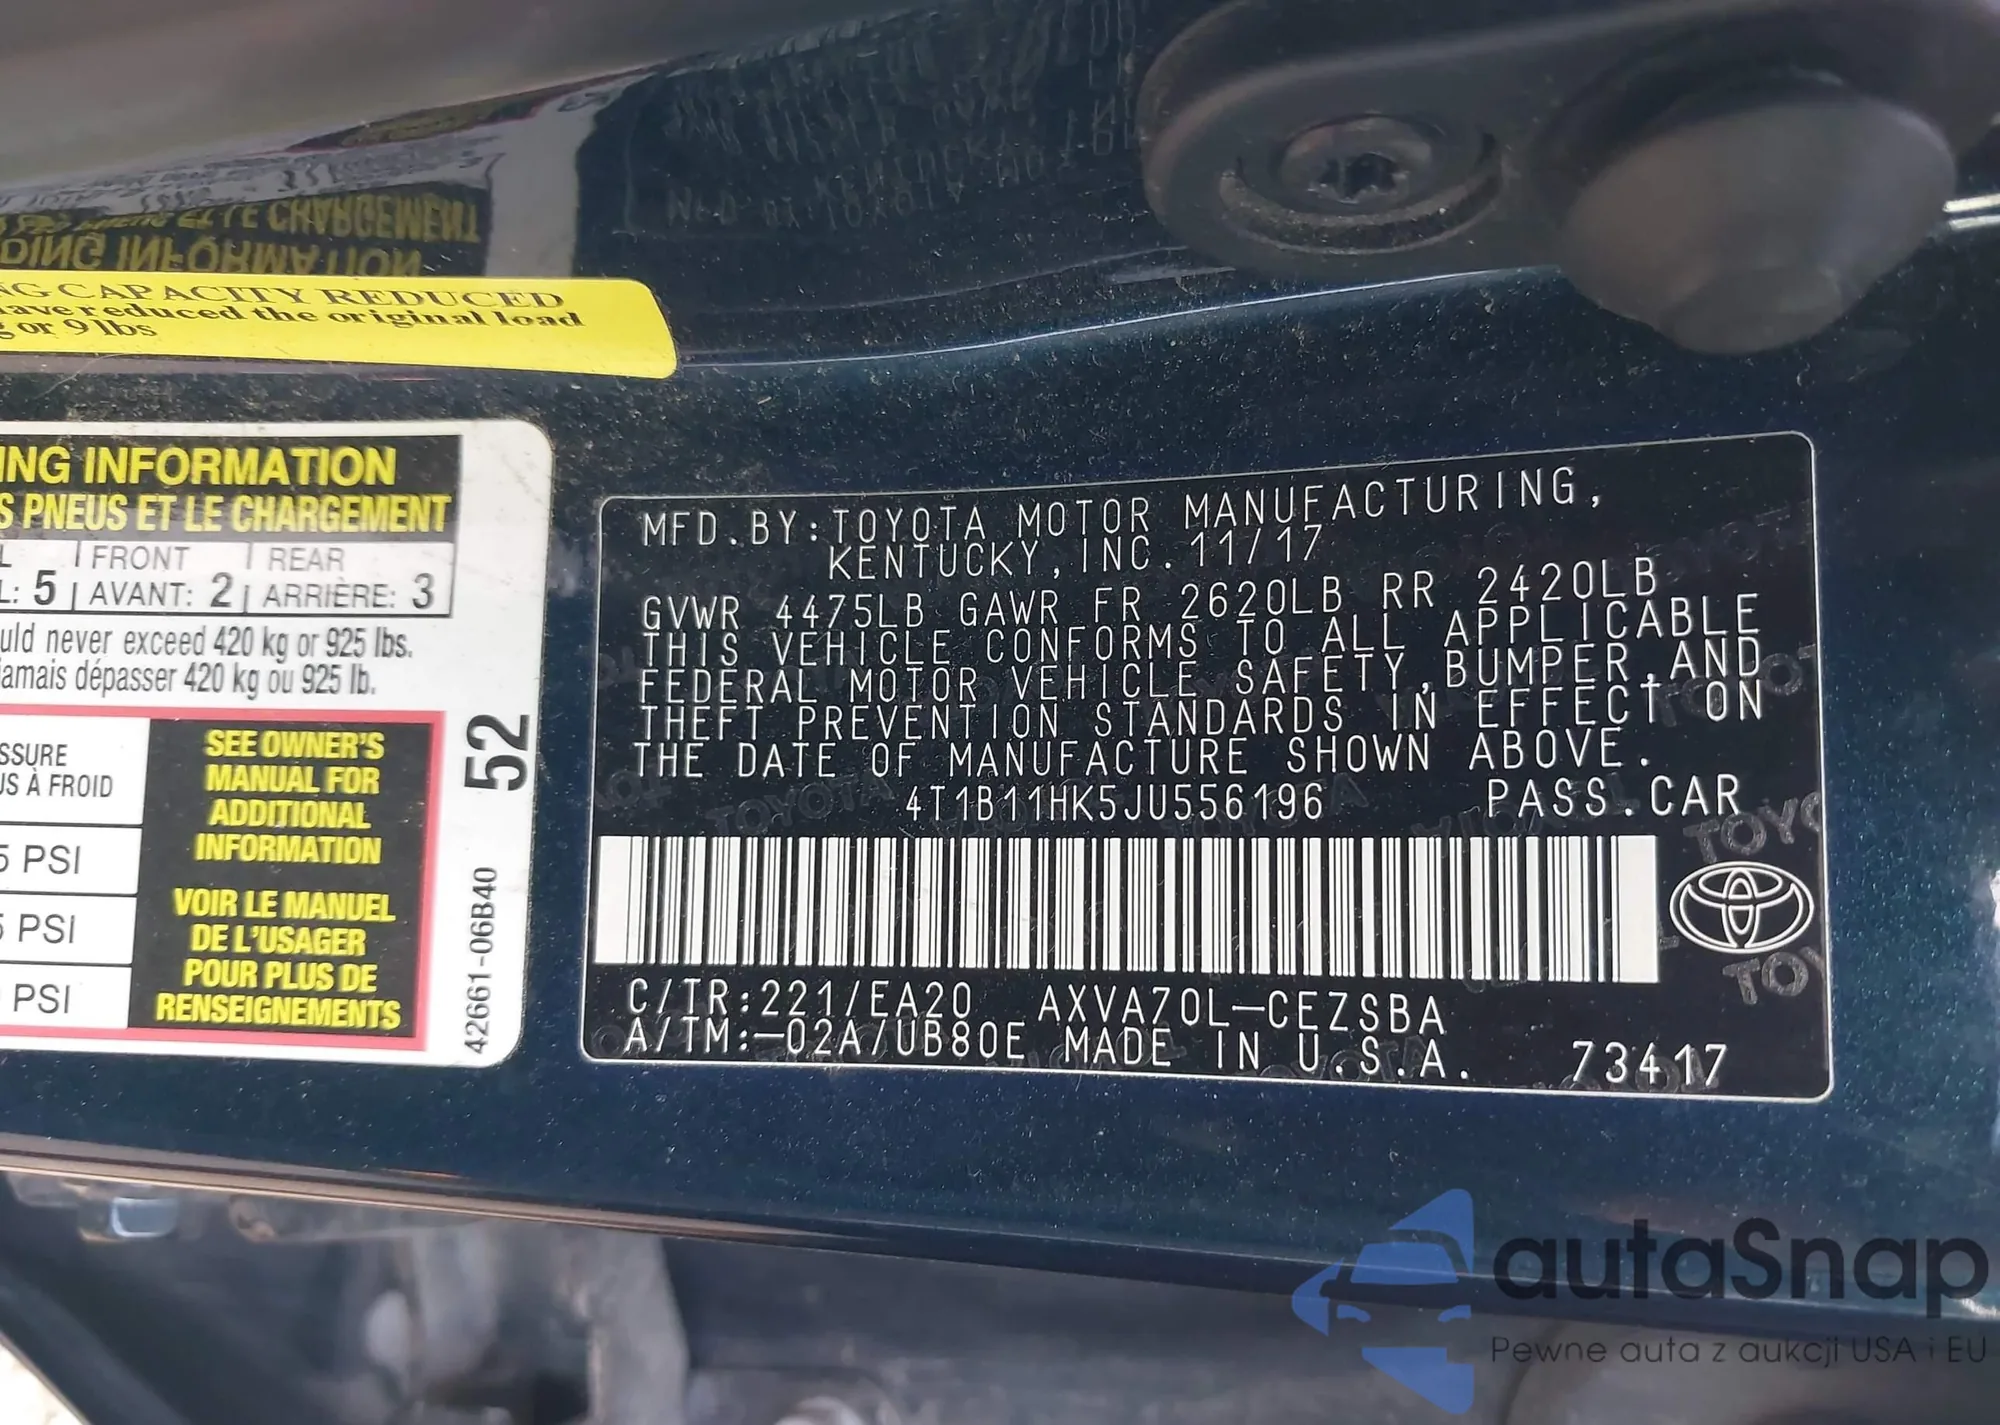 NG CAPACITY REDUCED
have reduced the original load
g or 9 lbs
ING INFORMATION
S PNEUS ET LE CHARGEMENT
L | FRONT | REAR
L: 5 | AVANT: 2 | ARRIÈRE: 3
uld never exceed 420 kg or 925 lbs.
amais dépasser 420 kg ou 925 lb.
SSURE
US À FROID
5 PSI
5 PSI
PSI
SEE OWNER'S
MANUAL FOR
ADDITIONAL
INFORMATION
VOIR LE MANUEL
DE L'USAGER
POUR PLUS DE
RENSEIGNEMENTS
52
42661-06B40
MFD.BY:TOYOTA MOTOR MANUFACTURING,
KENTUCKY,INC. 11/17
GVWR 4475LB GAWR FR 2620LB RR 2420LB
THIS VEHICLE CONFORMS TO ALL APPLICABLE
FEDERAL MOTOR VEHICLE SAFETY,BUMPER,AND
THEFT PREVENTION STANDARDS IN EFFECT ON
THE DATE OF MANUFACTURE SHOWN ABOVE.
4T1B11HK5JU556196 PASS.CAR
C/TR:221/EA20 AXVA70L-CEZSBA
A/TM:-02A/UB80E MADE IN U.S.A. 73417
autaSnap
Pewne auta z aukcji USA i EU